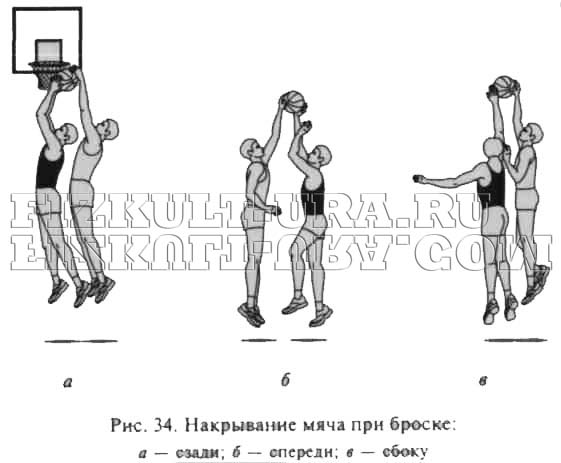 FIZKULTURA.RU
а б в
Рис. 34. Накрывание мяча при броске:
а — сзади; б — спереди; в — сбоку